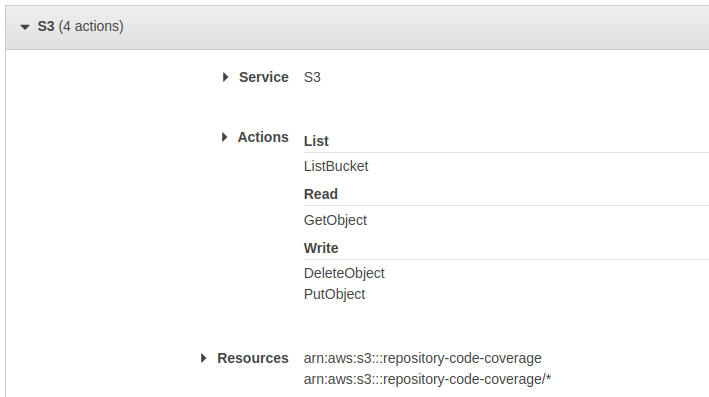 S3 (4 actions)
Service S3
Actions List
ListBucket
Read
GetObject
Write
DeleteObject
PutObject
Resources arn:aws:s3:::repository-code-coverage
arn:aws:s3:::repository-code-coverage/*